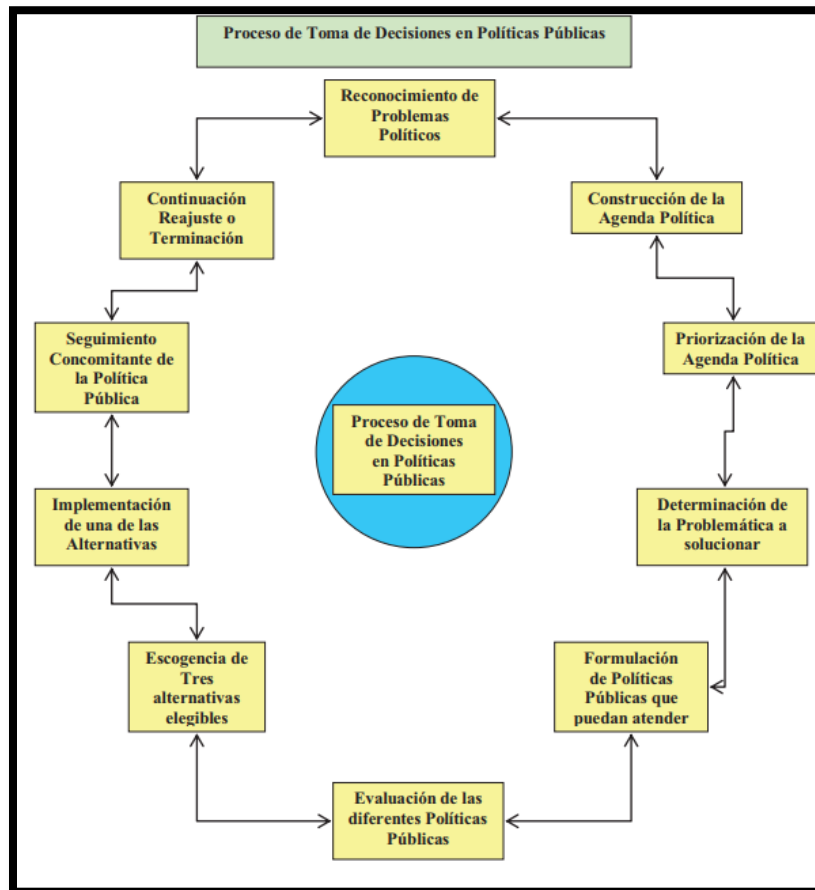 Proceso de Toma de Decisiones en Políticas Públicas
Reconocimiento de
Problemas
Políticos
Construcción de la
Agenda Política
Priorización de la
Agenda Política
Determinación de
la Problemática a
solucionar
Formulación
de Políticas
Públicas que
puedan atender
Evaluación de las
diferentes Políticas
Públicas
Escogencia de
Tres
alternativas
elegibles
Implementación
de una de las
Alternativas
Seguimiento
Concomitante de
la Política
Pública
Continuación
Reajuste o
Terminación
Proceso de Toma
de Decisiones
en Políticas
Públicas